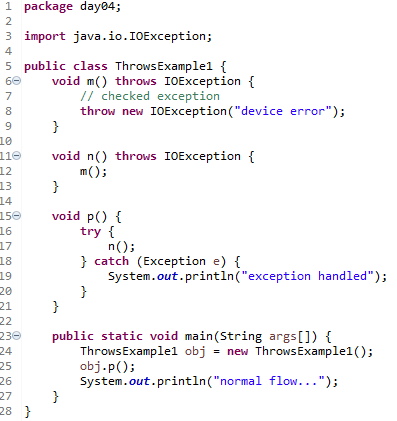 1 package day04;
2
3 import java.io.IOException;
4
5 public class ThrowsExample1 {
6     void m() throws IOException {
7         // checked exception
8         throw new IOException("device error");
9     }
10
11     void n() throws IOException {
12         m();
13     }
14
15     void p() {
16         try {
17             n();
18         } catch (Exception e) {
19             System.out.println("exception handled");
20         }
21     }
22
23     public static void main(String args[]) {
24         ThrowsExample1 obj = new ThrowsExample1();
25         obj.p();
26         System.out.println("normal flow...");
27     }
28 }